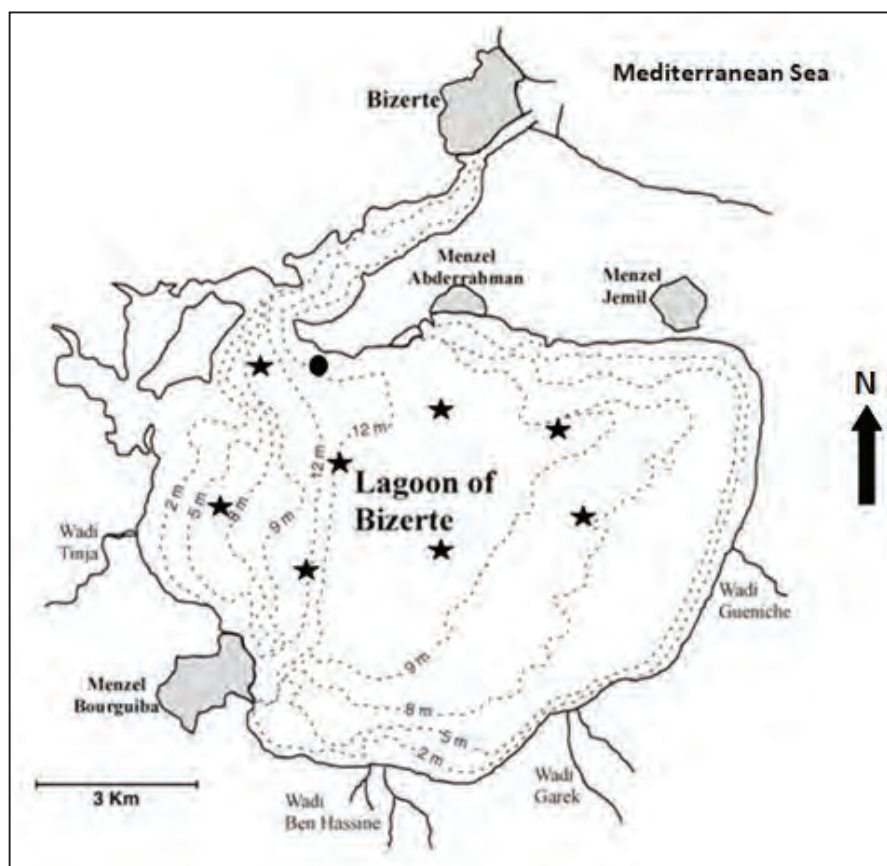 Mediterranean Sea
Bizerte
Menzel
Abderrahman
Menzel
Jemil
N
12 m
12 m
Lagoon of
Bizerte
2 m
5 m
8 m
9 m
Wadi
Tinja
Wadi
Gueniche
Menzel
Bourguiba
9 m
8 m
5 m
2 m
3 Km
Wadi
Ben Hassine
Wadi
Garek